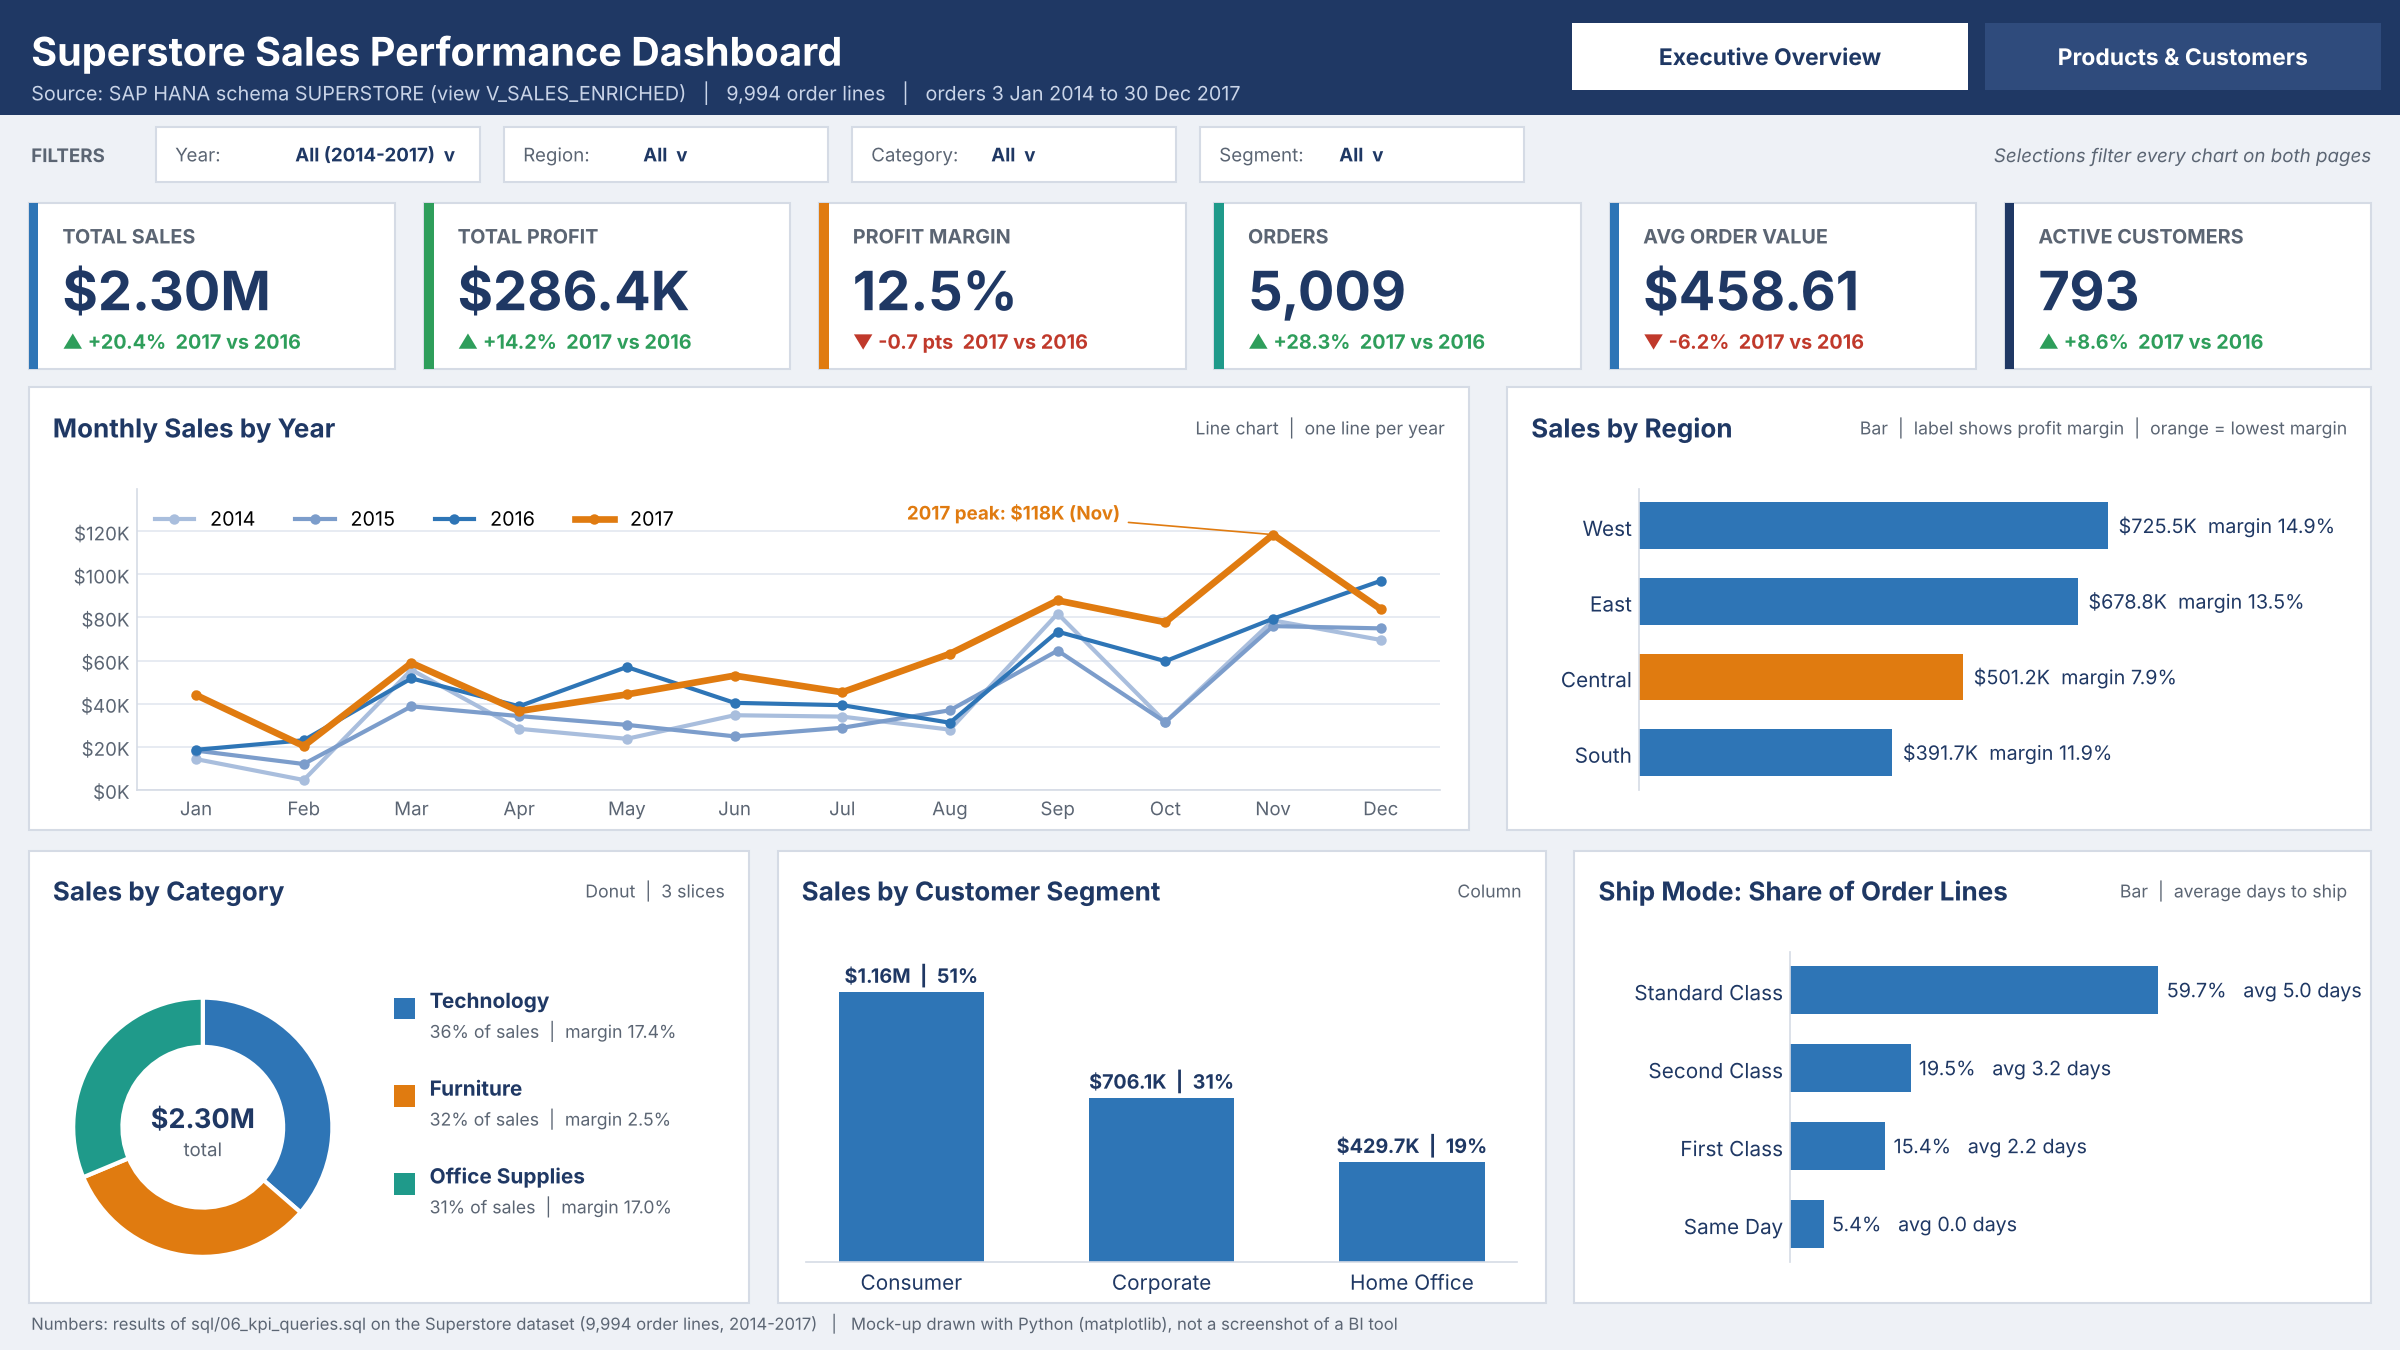 Superstore Sales Performance Dashboard
Source: SAP HANA schema SUPERSTORE (view V_SALES_ENRICHED) | 9,994 order lines | orders 3 Jan 2014 to 30 Dec 2017
Executive Overview
Products & Customers
FILTERS
Year: All (2014-2017) v
Region: All v
Category: All v
Segment: All v
Selections filter every chart on both pages
TOTAL SALES
$2.30M
▲ +20.4% 2017 vs 2016
TOTAL PROFIT
$286.4K
▲ +14.2% 2017 vs 2016
PROFIT MARGIN
12.5%
▼ -0.7 pts 2017 vs 2016
ORDERS
5,009
▲ +28.3% 2017 vs 2016
AVG ORDER VALUE
$458.61
▼ -6.2% 2017 vs 2016
ACTIVE CUSTOMERS
793
▲ +8.6% 2017 vs 2016
Monthly Sales by Year
Line chart | one line per year
2014 2015 2016 2017
2017 peak: $118K (Nov)
$120K
$100K
$80K
$60K
$40K
$20K
$0K
Jan Feb Mar Apr May Jun Jul Aug Sep Oct Nov Dec
Sales by Region
Bar | label shows profit margin | orange = lowest margin
West $725.5K margin 14.9%
East $678.8K margin 13.5%
Central $501.2K margin 7.9%
South $391.7K margin 11.9%
Sales by Category
Donut | 3 slices
$2.30M
total
Technology
36% of sales | margin 17.4%
Furniture
32% of sales | margin 2.5%
Office Supplies
31% of sales | margin 17.0%
Sales by Customer Segment
Column
$1.16M | 51%
$706.1K | 31%
$429.7K | 19%
Consumer Corporate Home Office
Ship Mode: Share of Order Lines
Bar | average days to ship
Standard Class 59.7% avg 5.0 days
Second Class 19.5% avg 3.2 days
First Class 15.4% avg 2.2 days
Same Day 5.4% avg 0.0 days
Numbers: results of sql/06_kpi_queries.sql on the Superstore dataset (9,994 order lines, 2014-2017) | Mock-up drawn with Python (matplotlib), not a screenshot of a BI tool